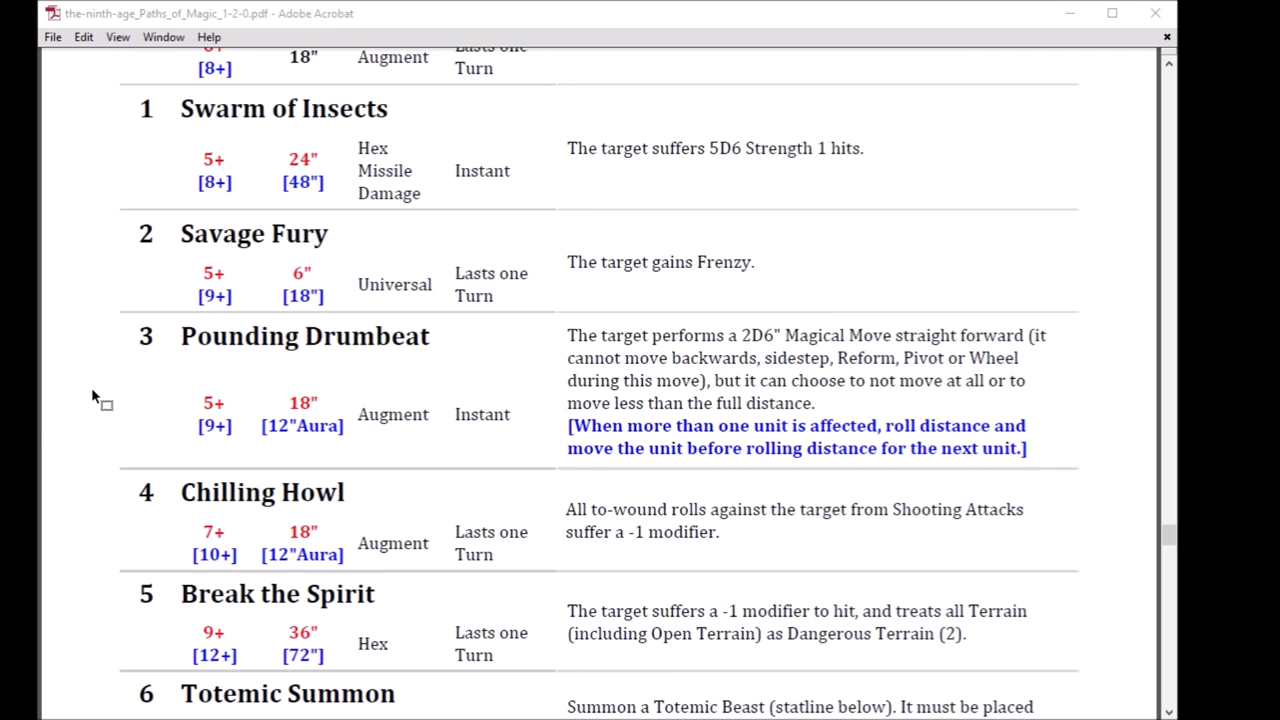 the-ninth-age_Paths_of_Magic_1-2-0.pdf - Adobe Acrobat
File Edit View Window Help
[8+] 18" Augment Lasts one
Turn
1 Swarm of Insects
5+ 24" Hex
[8+] [48"] Missile
Damage
Instant
The target suffers 5D6 Strength 1 hits.
2 Savage Fury
5+ 6" Universal Lasts one
[9+] [18"] Turn
The target gains Frenzy.
3 Pounding Drumbeat
5+ 18" Augment Instant
[9+] [12"Aura]
The target performs a 2D6" Magical Move straight forward (it
cannot move backwards, sidestep, Reform, Pivot or Wheel
during this move), but it can choose to not move at all or to
move less than the full distance.
[When more than one unit is affected, roll distance and
move the unit before rolling distance for the next unit.]
4 Chilling Howl
7+ 18" Augment Lasts one
[10+] [12"Aura] Turn
All to-wound rolls against the target from Shooting Attacks
suffer a -1 modifier.
5 Break the Spirit
9+ 36" Hex Lasts one
[12+] [72"] Turn
The target suffers a -1 modifier to hit, and treats all Terrain
(including Open Terrain) as Dangerous Terrain (2).
6 Totemic Summon
Summon a Totemic Beast (statline below). It must be placed